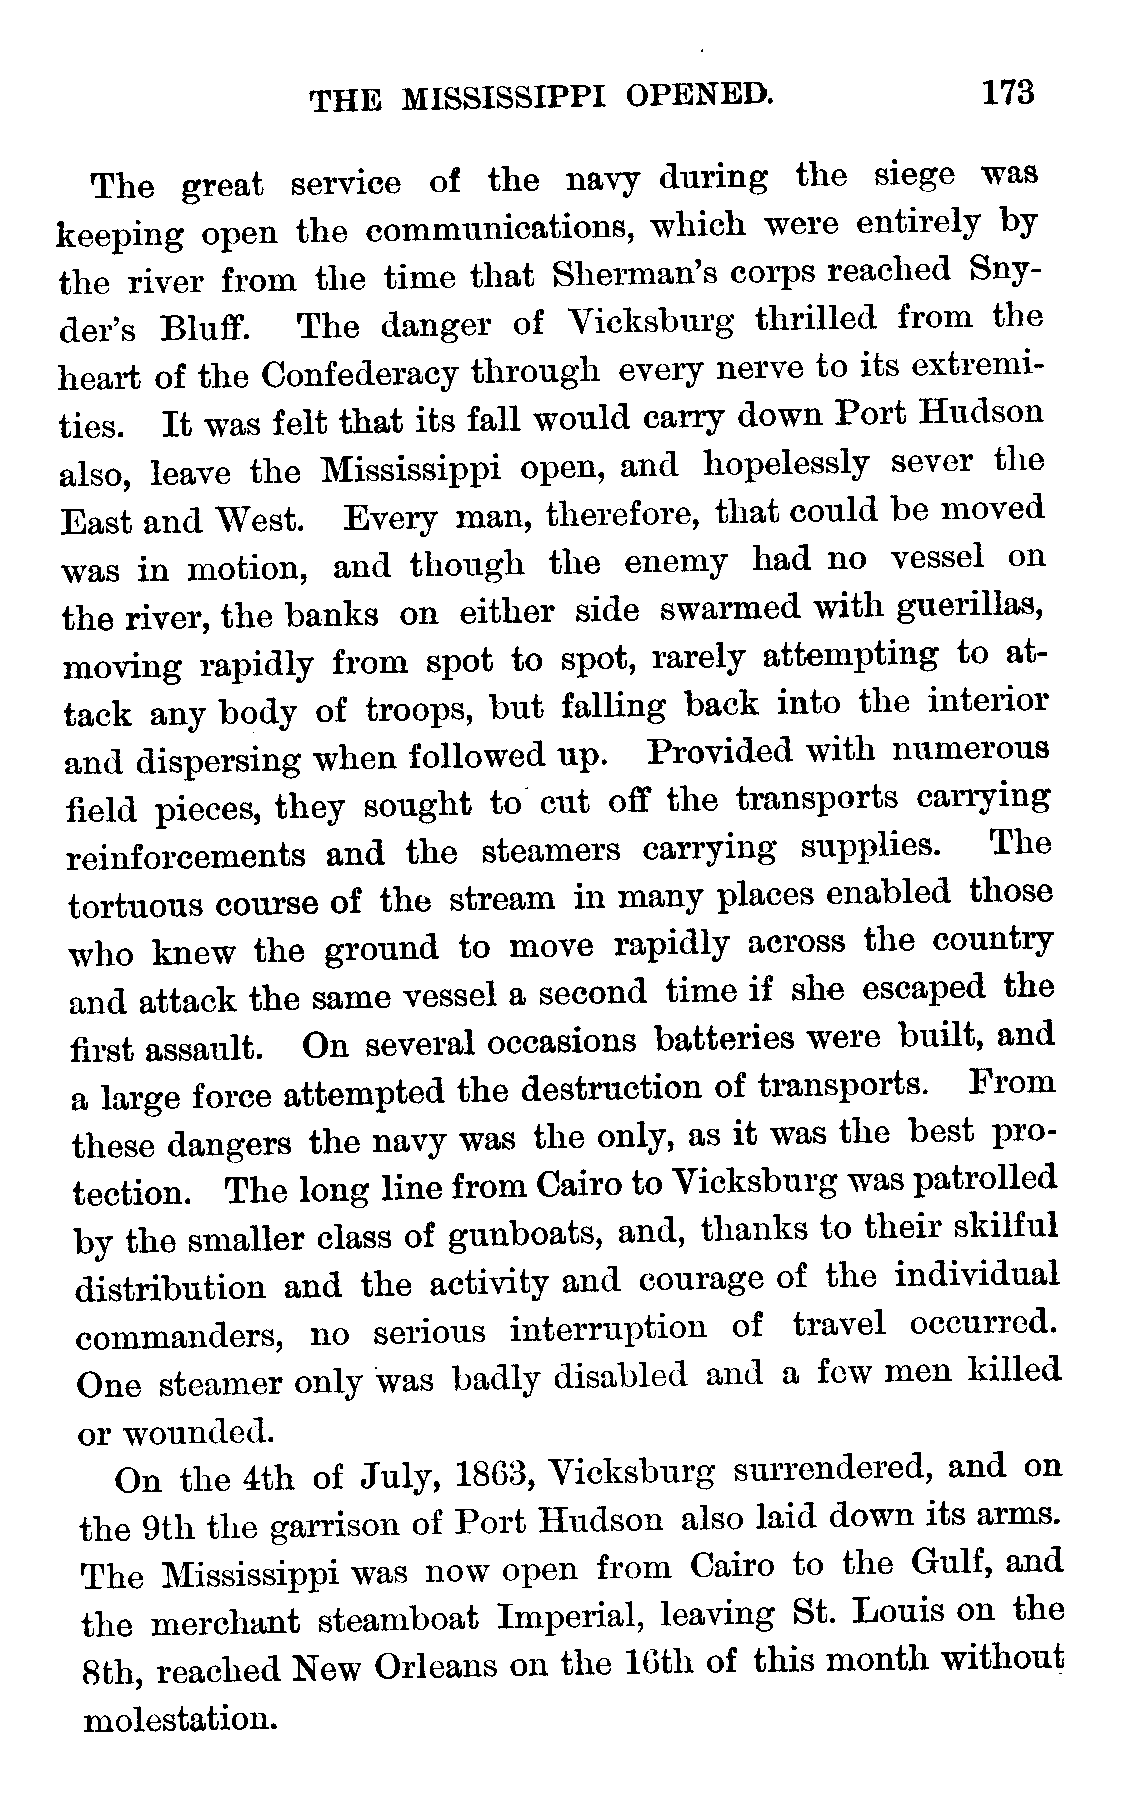 THE MISSISSIPPI OPENED. 173
The great service of the navy during the siege was
keeping open the communications, which were entirely by
the river from the time that Sherman's corps reached Sny-
der's Bluff. The danger of Vicksburg thrilled from the
heart of the Confederacy through every nerve to its extremi-
ties. It was felt that its fall would carry down Port Hudson
also, leave the Mississippi open, and hopelessly sever the
East and West. Every man, therefore, that could be moved
was in motion, and though the enemy had no vessel on
the river, the banks on either side swarmed with guerillas,
moving rapidly from spot to spot, rarely attempting to at-
tack any body of troops, but falling back into the interior
and dispersing when followed up. Provided with numerous
field pieces, they sought to cut off the transports carrying
reinforcements and the steamers carrying supplies. The
tortuous course of the stream in many places enabled those
who knew the ground to move rapidly across the country
and attack the same vessel a second time if she escaped the
first assault. On several occasions batteries were built, and
a large force attempted the destruction of transports. From
these dangers the navy was the only, as it was the best pro-
tection. The long line from Cairo to Vicksburg was patrolled
by the smaller class of gunboats, and, thanks to their skilful
distribution and the activity and courage of the individual
commanders, no serious interruption of travel occurred.
One steamer only was badly disabled and a few men killed
or wounded.
On the 4th of July, 1863, Vicksburg surrendered, and on
the 9th the garrison of Port Hudson also laid down its arms.
The Mississippi was now open from Cairo to the Gulf, and
the merchant steamboat Imperial, leaving St. Louis on the
8th, reached New Orleans on the 16th of this month without
molestation.